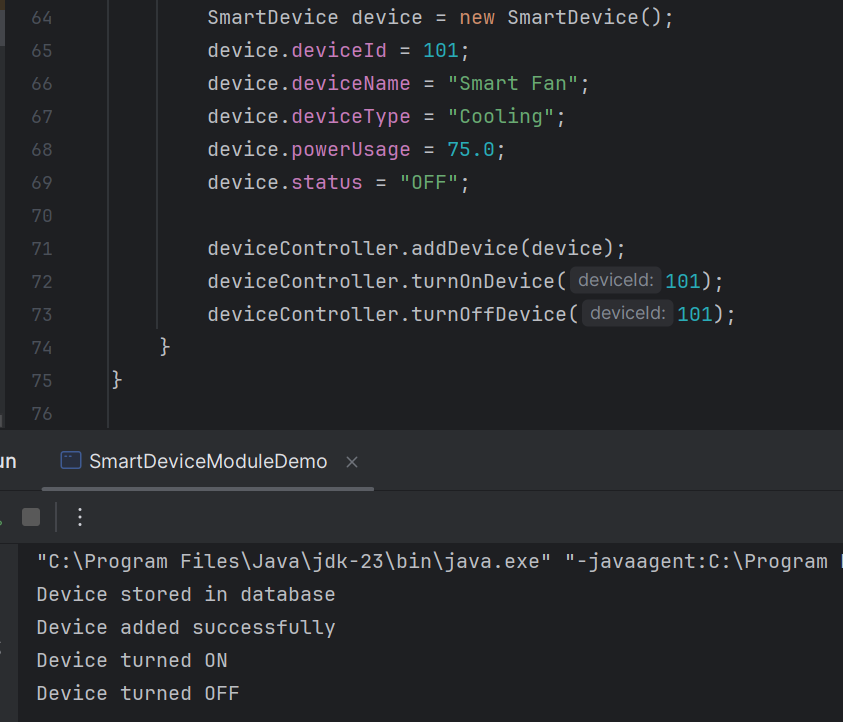 64 SmartDevice device = new SmartDevice();
65 device.deviceId = 101;
66 device.deviceName = "Smart Fan";
67 device.deviceType = "Cooling";
68 device.powerUsage = 75.0;
69 device.status = "OFF";
70
71 deviceController.addDevice(device);
72 deviceController.turnOnDevice( deviceId: 101);
73 deviceController.turnOffDevice( deviceId: 101);
74 }
75 }
76
un SmartDeviceModuleDemo ×
"C:\Program Files\Java\jdk-23\bin\java.exe" "-javaagent:C:\Program
Device stored in database
Device added successfully
Device turned ON
Device turned OFF